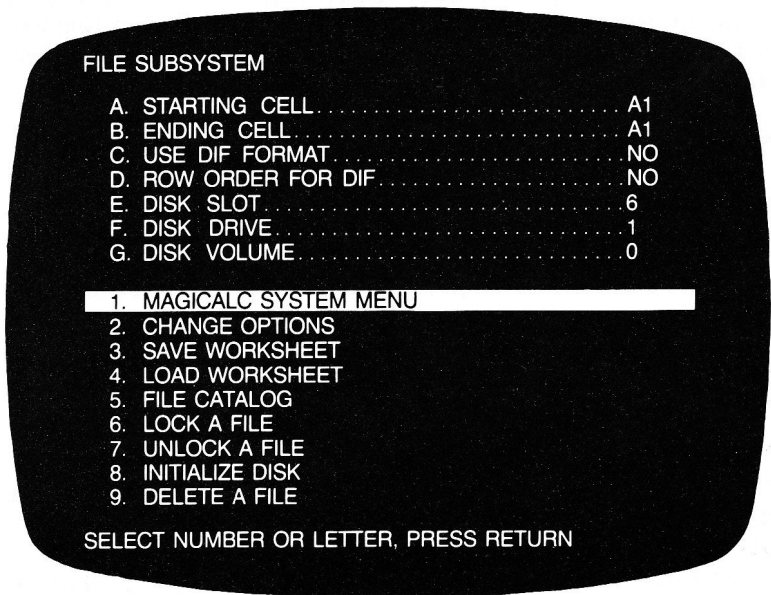 FILE SUBSYSTEM
A. STARTING CELL........................................ A1
B. ENDING CELL.......................................... A1
C. USE DIF FORMAT...................................... NO
D. ROW ORDER FOR DIF................................ NO
E. DISK SLOT............................................. 6
F. DISK DRIVE............................................ 1
G. DISK VOLUME......................................... 0
1. MAGICALC SYSTEM MENU
2. CHANGE OPTIONS
3. SAVE WORKSHEET
4. LOAD WORKSHEET
5. FILE CATALOG
6. LOCK A FILE
7. UNLOCK A FILE
8. INITIALIZE DISK
9. DELETE A FILE
SELECT NUMBER OR LETTER, PRESS RETURN